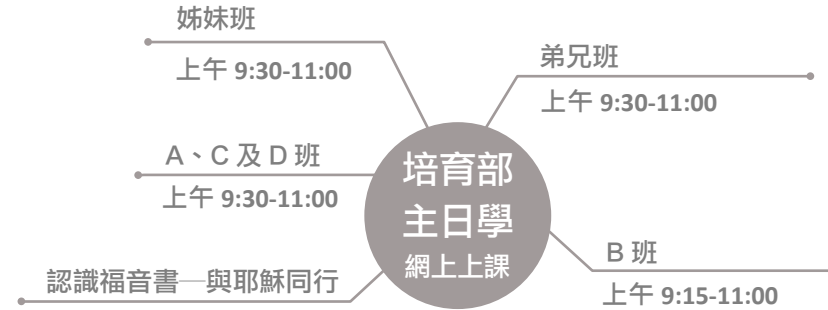 姊妹班
上午 9:30-11:00
弟兄班
上午 9:30-11:00
A、C 及 D 班
上午 9:30-11:00
培育部
主日學
網上上課
B 班
上午 9:15-11:00
認識福音書─與耶穌同行